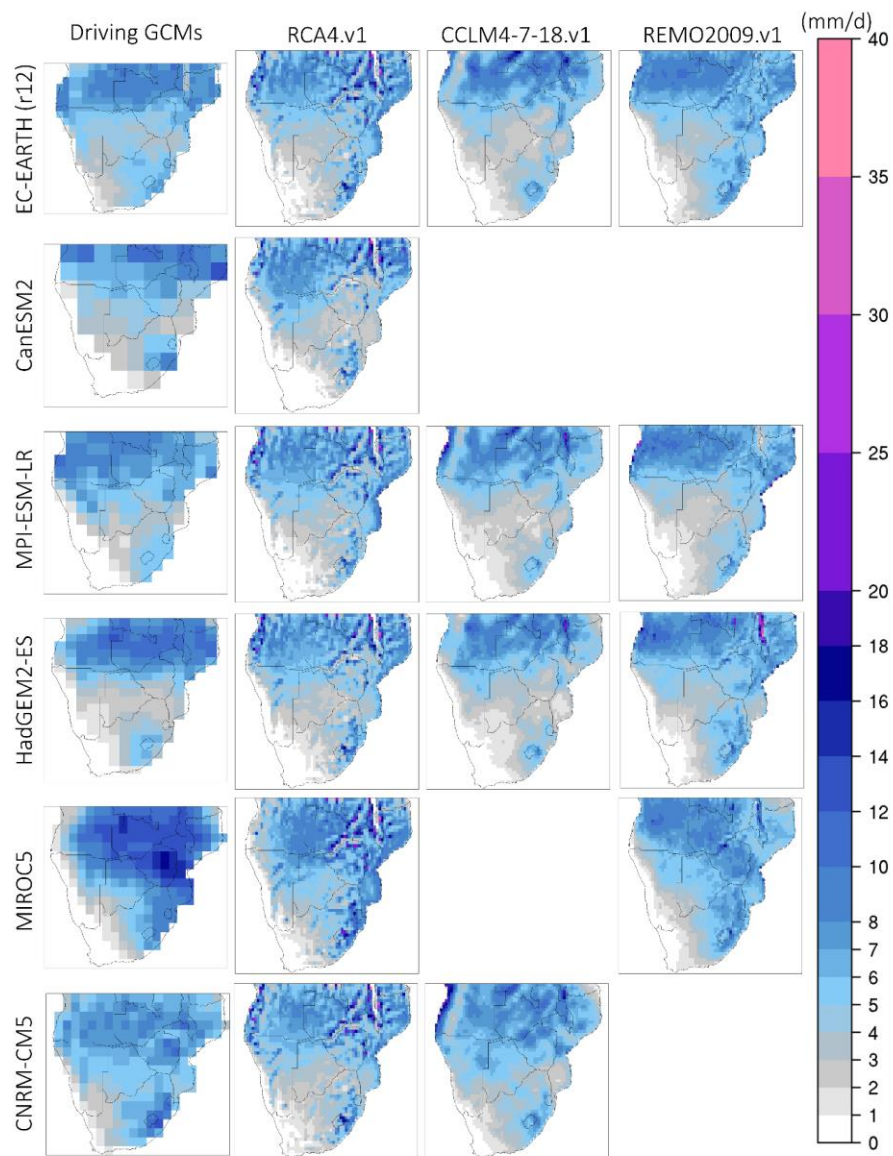 Driving GCMs RCA4.v1 CCLM4-7-18.v1 REMO2009.v1 (mm/d)
EC-EARTH (r12)
CanESM2
MPI-ESM-LR
HadGEM2-ES
MIROC5
CNRM-CM5
40
35
30
25
20
18
16
14
12
10
8
7
6
5
4
3
2
1
0